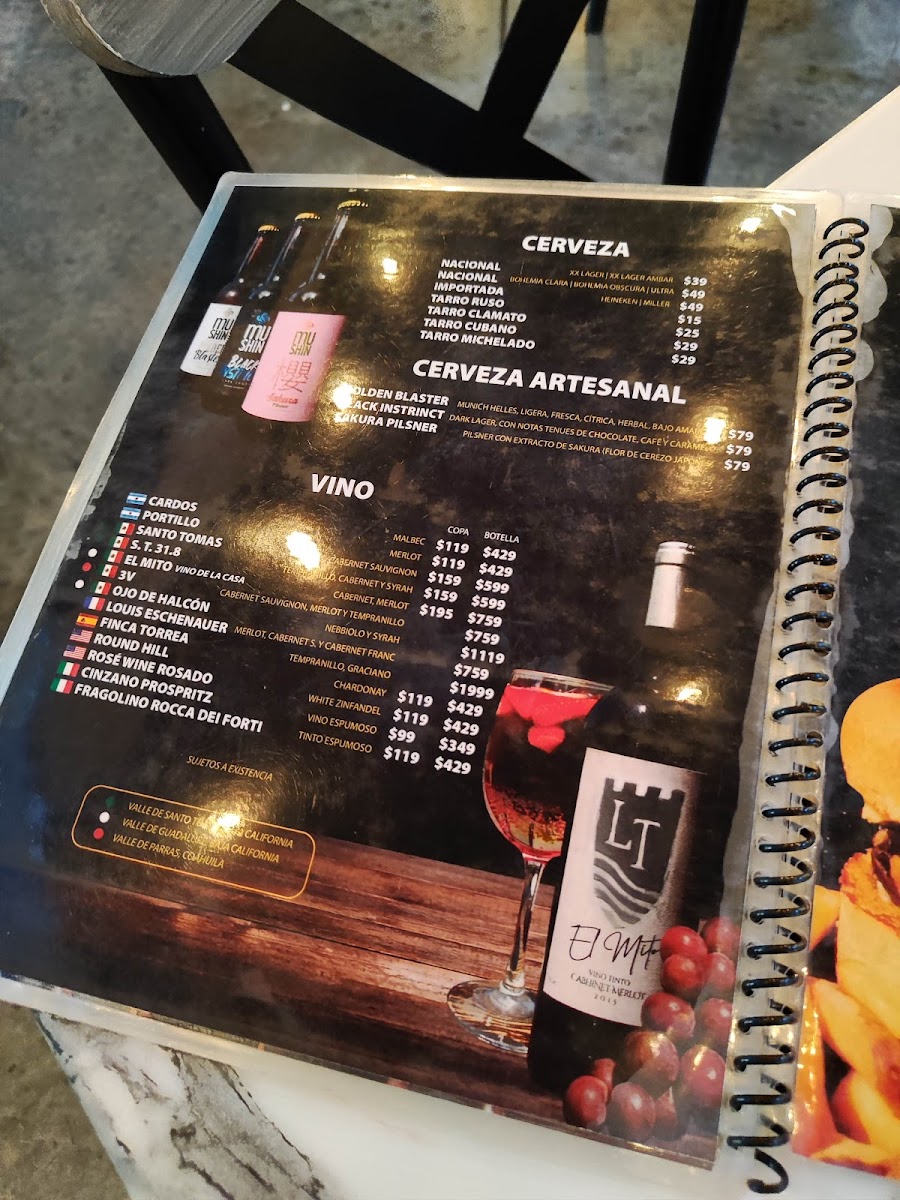 CERVEZA
NACIONAL XX LAGER | XX LAGER AMBAR $39
NACIONAL BOHEMIA CLARA | BOHEMIA OBSCURA | ULTRA $49
IMPORTADA HEINEKEN | MILLER $49
TARRO RUSO $15
TARRO CLAMATO $25
TARRO CUBANO $29
TARRO MICHELADO $29
CERVEZA ARTESANAL
OLDEN BLASTER MUNICH HELLES, LIGERA, FRESCA, CÍTRICA, HERBAL, BAJO $79
LACK INSTRINCT DARK LAGER, CON NOTAS TENUES DE CHOCOLATE, CAFÉ Y CARAMELO $79
SAKURA PILSNER PILSNER CON EXTRACTO DE SAKURA (FLOR DE CEREZO $79
MU SHIN
MU SHIN
BLACK
MU SHIN
櫻
Sakura
VINO
COPA BOTELLA
CARDOS MALBEC $119 $429
PORTILLO MERLOT $119 $429
SANTO TOMAS CABERNET SAUVIGNON $159 $599
S.T. 31.8 CABERNET Y SYRAH $159 $599
EL MITO VINO DE LA CASA CABERNET, MERLOT $195 $759
3V CABERNET SAUVIGNON, MERLOT Y TEMPRANILLO $759
OJO DE HALCÓN NEBBIOLO Y SYRAH $1119
LOUIS ESCHENAUER MERLOT, CABERNET S. Y CABERNET FRANC $759
FINCA TORREA TEMPRANILLO, GRACIANO $1999
ROUND HILL CHARDONAY $119 $429
ROSÉ WINE ROSADO WHITE ZINFANDEL $119 $429
CINZANO PROSPRITZ VINO ESPUMOSO $99 $349
FRAGOLINO ROCCA DEI FORTI TINTO ESPUMOSO $119 $429
SUJETOS A EXISTENCIA
VALLE DE SANTO CALIFORNIA
VALLE DE GUADALUPE BAJA CALIFORNIA
VALLE DE PARRAS, COAHUILA
LT
El Mito
VINO TINTO
CABERNET-MERLOT
2015